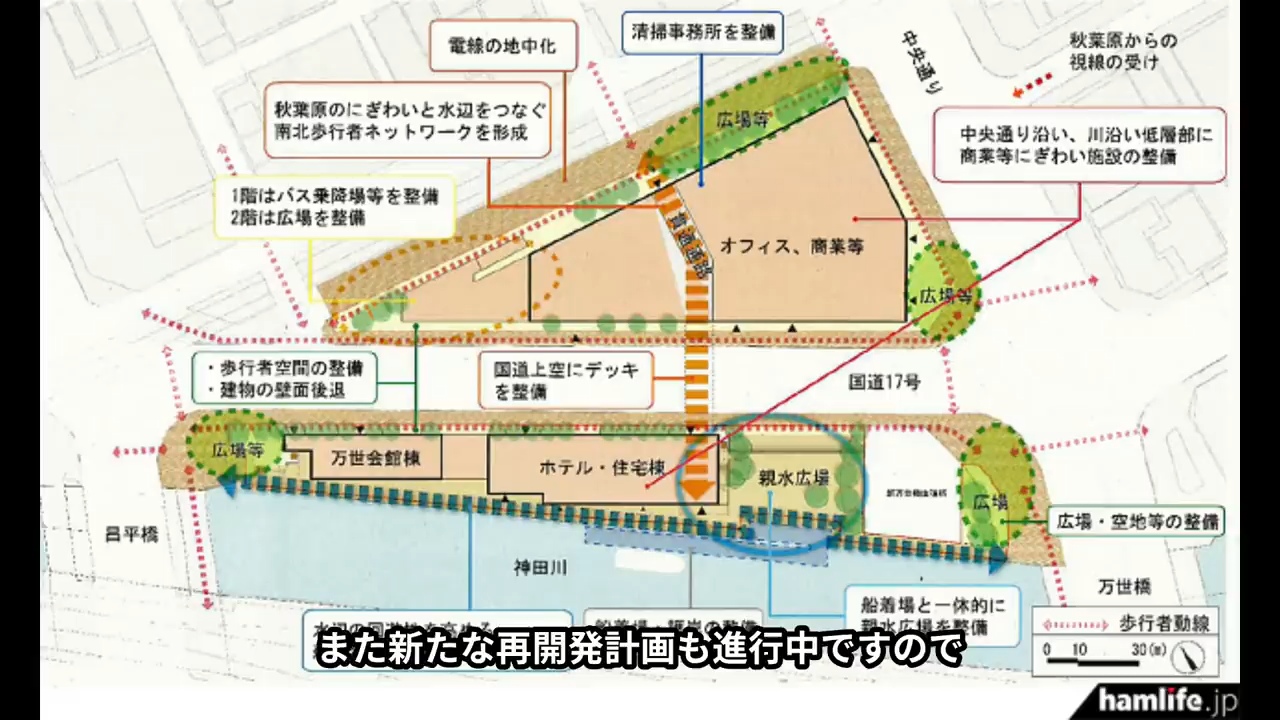 電線の地中化
清掃事務所を整備
中央通り
秋葉原からの
視線の受け
秋葉原のにぎわいと水辺をつなぐ
南北歩行者ネットワークを形成
広場等
中央通り沿い、川沿い低層部に
商業等にぎわい施設の整備
1階はバス乗降場等を整備
2階は広場を整備
貫通通路
オフィス、商業等
広場等
・歩行者空間の整備
・建物の壁面後退
国道上空にデッキ
を整備
国道17号
広場等
万世会館棟
ホテル・住宅棟
親水広場
広場
広場・空地等の整備
昌平橋
神田川
万世橋
船着場と一体的に
親水広場を整備
歩行者動線
0 10 30(m)
また新たな再開発計画も進行中ですので
hamlife.jp